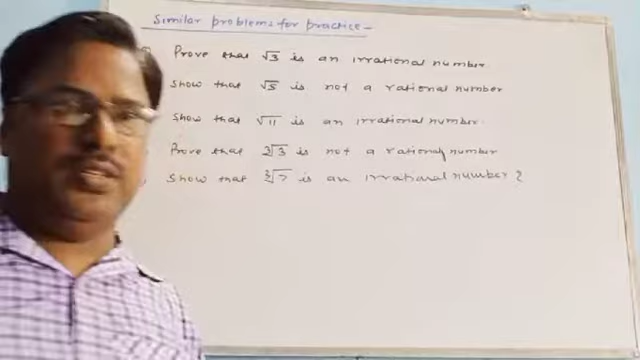 Similar problems for practice -
Prove that √3 is an irrational number.
Show that √5 is not a rational number
Show that √11 is an irrational number.
Prove that ∛3 is not a rational number
Show that ∛7 is an irrational number?